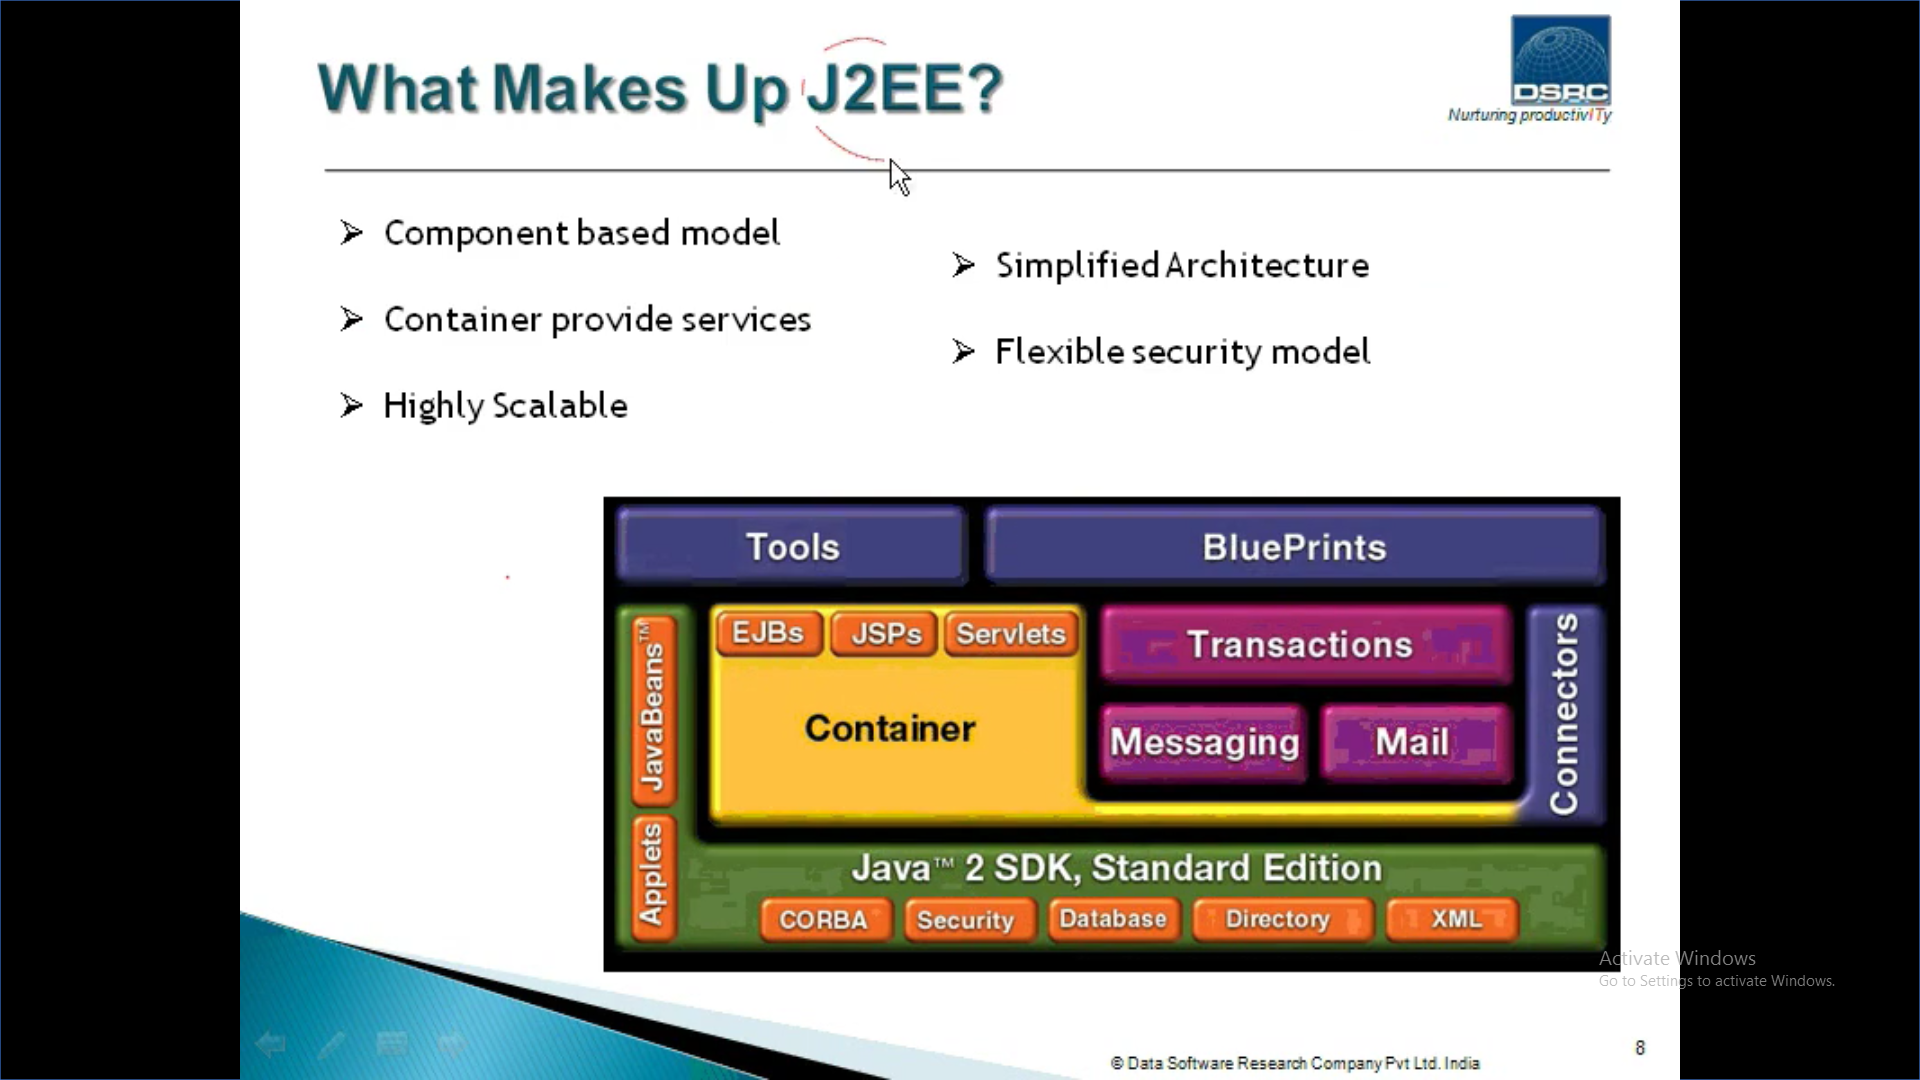 What Makes Up J2EE?
DSRC
Nurturing productivITy
➢ Component based model
➢ Container provide services
➢ Highly Scalable
➢ Simplified Architecture
➢ Flexible security model
Tools
BluePrints
JavaBeans™
Applets
EJBs
JSPs
Servlets
Container
Transactions
Messaging
Mail
Connectors
Java™ 2 SDK, Standard Edition
CORBA
Security
Database
Directory
XML
Activate Windows
Go to Settings to activate Windows.
8
© Data Software Research Company Pvt Ltd. India